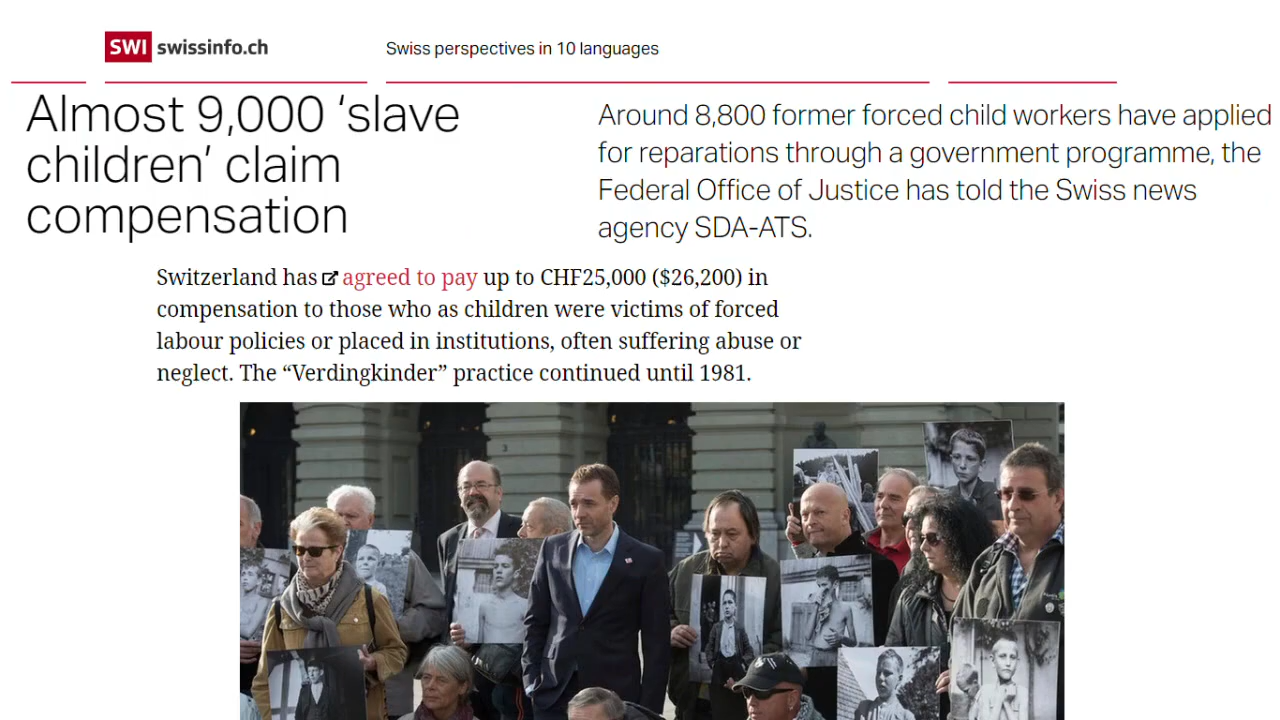 SWI swissinfo.ch
Swiss perspectives in 10 languages
Almost 9,000 ‘slave
children’ claim
compensation
Around 8,800 former forced child workers have applied
for reparations through a government programme, the
Federal Office of Justice has told the Swiss news
agency SDA-ATS.
Switzerland has agreed to pay up to CHF25,000 ($26,200) in
compensation to those who as children were victims of forced
labour policies or placed in institutions, often suffering abuse or
neglect. The “Verdingkinder” practice continued until 1981.
3